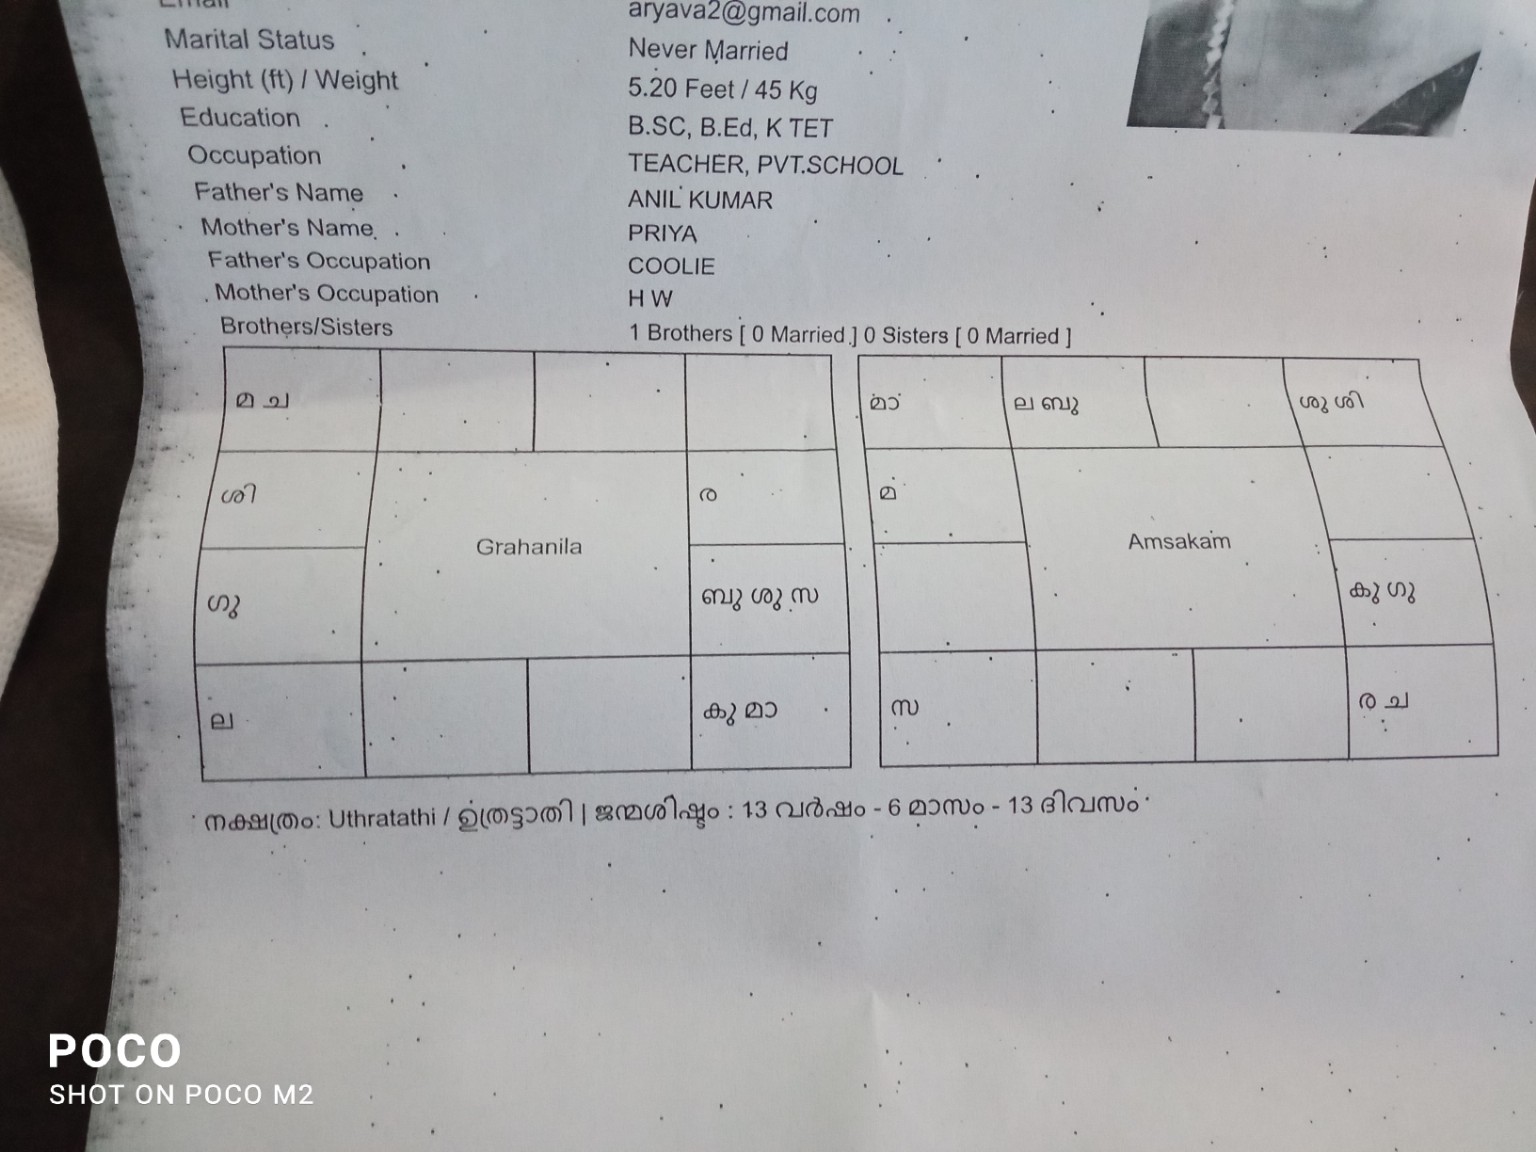 Email aryava2@gmail.com
Marital Status Never Married
Height (ft) / Weight 5.20 Feet / 45 Kg
Education B.SC, B.Ed, K TET
Occupation TEACHER, PVT.SCHOOL
Father's Name ANIL KUMAR
Mother's Name PRIYA
Father's Occupation COOLIE
Mother's Occupation H W
Brothers/Sisters 1 Brothers [ 0 Married ] 0 Sisters [ 0 Married ]
മ ച മാ ല ബു ശു ശി
ശി ര മ
Grahanila Amsakam
ഗു ബു ശു സ കു ഗു
ല കു മാ സ ര ച
നക്ഷത്രം: Uthratathi / ഉത്രട്ടാതി | ജന്മശിഷ്ടം : 13 വർഷം - 6 മാസം - 13 ദിവസം
POCO
SHOT ON POCO M2